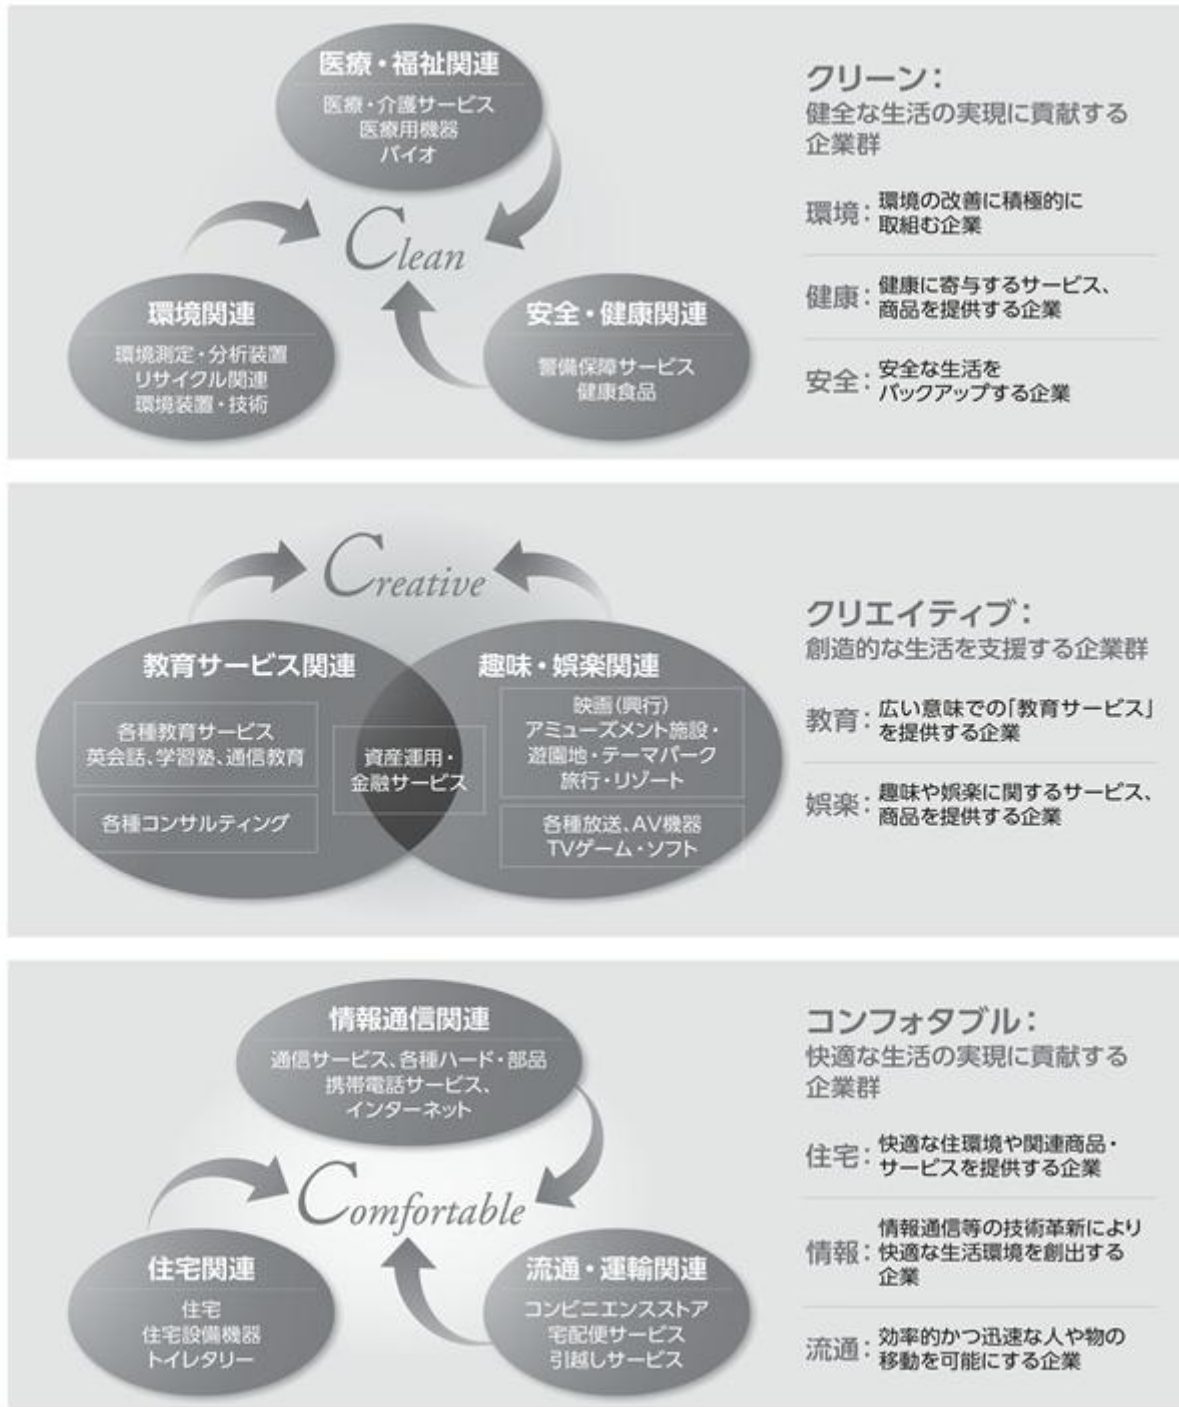 医療・福祉関連
医療・介護サービス
医療用機器
バイオ
Clean
環境関連
環境測定・分析装置
リサイクル関連
環境装置・技術
安全・健康関連
警備保障サービス
健康食品
クリーン：
健全な生活の実現に貢献する
企業群
環境：環境の改善に積極的に
取組む企業
健康：健康に寄与するサービス、
商品を提供する企業
安全：安全な生活を
バックアップする企業
Creative
教育サービス関連
各種教育サービス
英会話、学習塾、通信教育
各種コンサルティング
資産運用・
金融サービス
趣味・娯楽関連
映画(興行)
アミューズメント施設・
遊園地・テーマパーク
旅行・リゾート
各種放送、AV機器
TVゲーム・ソフト
クリエイティブ：
創造的な生活を支援する企業群
教育：広い意味での「教育サービス」
を提供する企業
娯楽：趣味や娯楽に関するサービス、
商品を提供する企業
情報通信関連
通信サービス、各種ハード・部品
携帯電話サービス、
インターネット
Comfortable
住宅関連
住宅
住宅設備機器
トイレタリー
流通・運輸関連
コンビニエンスストア
宅配便サービス
引越しサービス
コンフォタブル：
快適な生活の実現に貢献する
企業群
住宅：快適な住環境や関連商品・
サービスを提供する企業
情報：情報通信等の技術革新により
快適な生活環境を創出する
企業
流通：効率的かつ迅速な人や物の
移動を可能にする企業